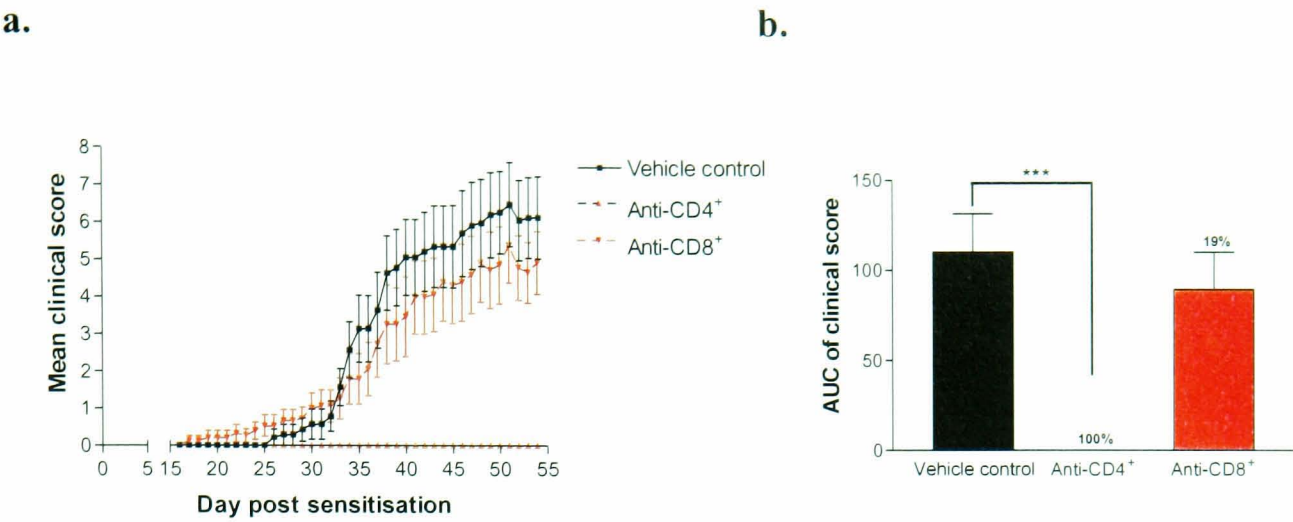 a.
b.
8
7
6
5
4
3
2
1
0
Mean clinical score
0 5 15 20 25 30 35 40 45 50 55
Day post sensitisation
Vehicle control
Anti-CD4⁺
Anti-CD8⁺
150
100
50
0
AUC of clinical score
***
100%
19%
Vehicle control Anti-CD4⁺ Anti-CD8⁺